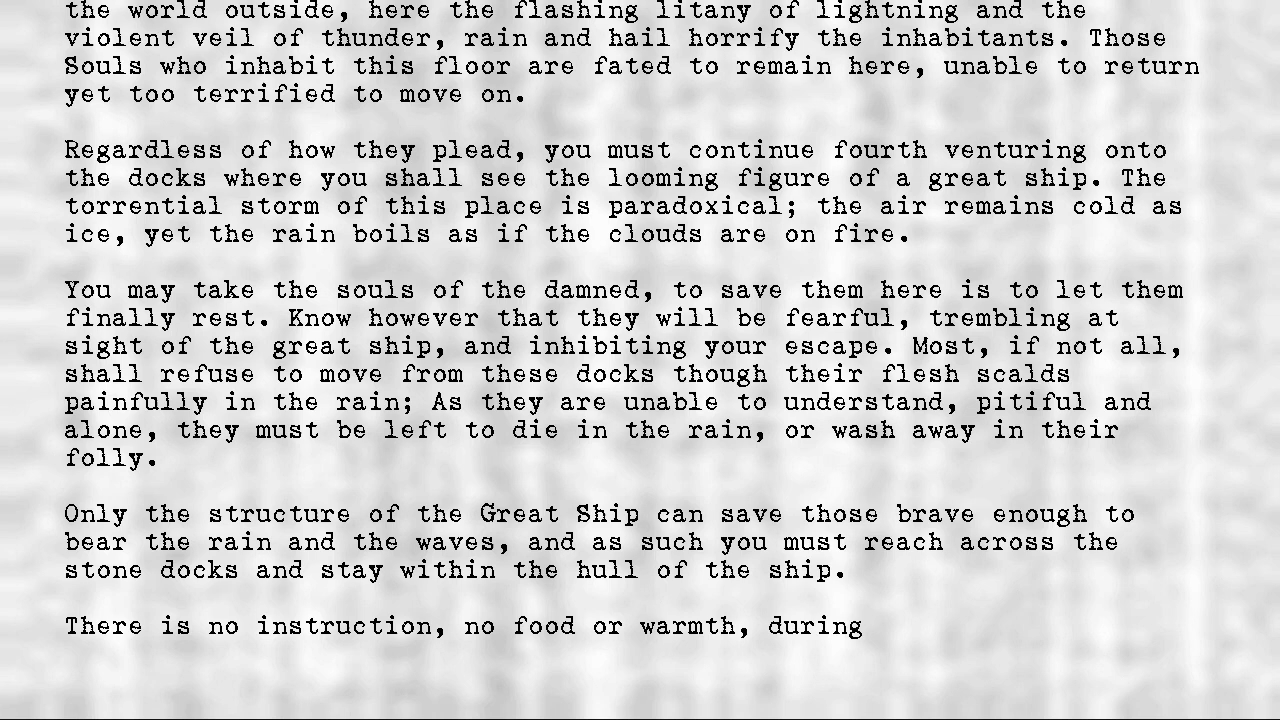 the world outside, here the flashing litany of lightning and the
violent veil of thunder, rain and hail horrify the inhabitants. Those
Souls who inhabit this floor are fated to remain here, unable to return
yet too terrified to move on.
Regardless of how they plead, you must continue fourth venturing onto
the docks where you shall see the looming figure of a great ship. The
torrential storm of this place is paradoxical; the air remains cold as
ice, yet the rain boils as if the clouds are on fire.
You may take the souls of the damned, to save them here is to let them
finally rest. Know however that they will be fearful, trembling at
sight of the great ship, and inhibiting your escape. Most, if not all,
shall refuse to move from these docks though their flesh scalds
painfully in the rain; As they are unable to understand, pitiful and
alone, they must be left to die in the rain, or wash away in their
folly.
Only the structure of the Great Ship can save those brave enough to
bear the rain and the waves, and as such you must reach across the
stone docks and stay within the hull of the ship.
There is no instruction, no food or warmth, during